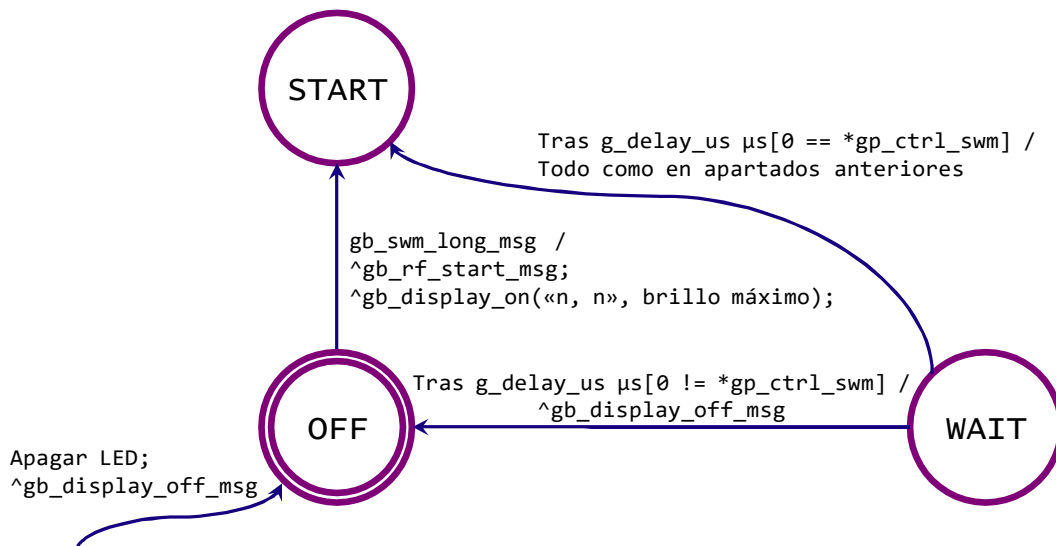 START
Tras g_delay_us μs[0 == *gp_ctrl_swm] /
Todo como en apartados anteriores
gb_swm_long_msg /
^gb_rf_start_msg;
^gb_display_on(«n, n», brillo máximo);
Tras g_delay_us μs[0 != *gp_ctrl_swm] /
^gb_display_off_msg
OFF
WAIT
Apagar LED;
^gb_display_off_msg